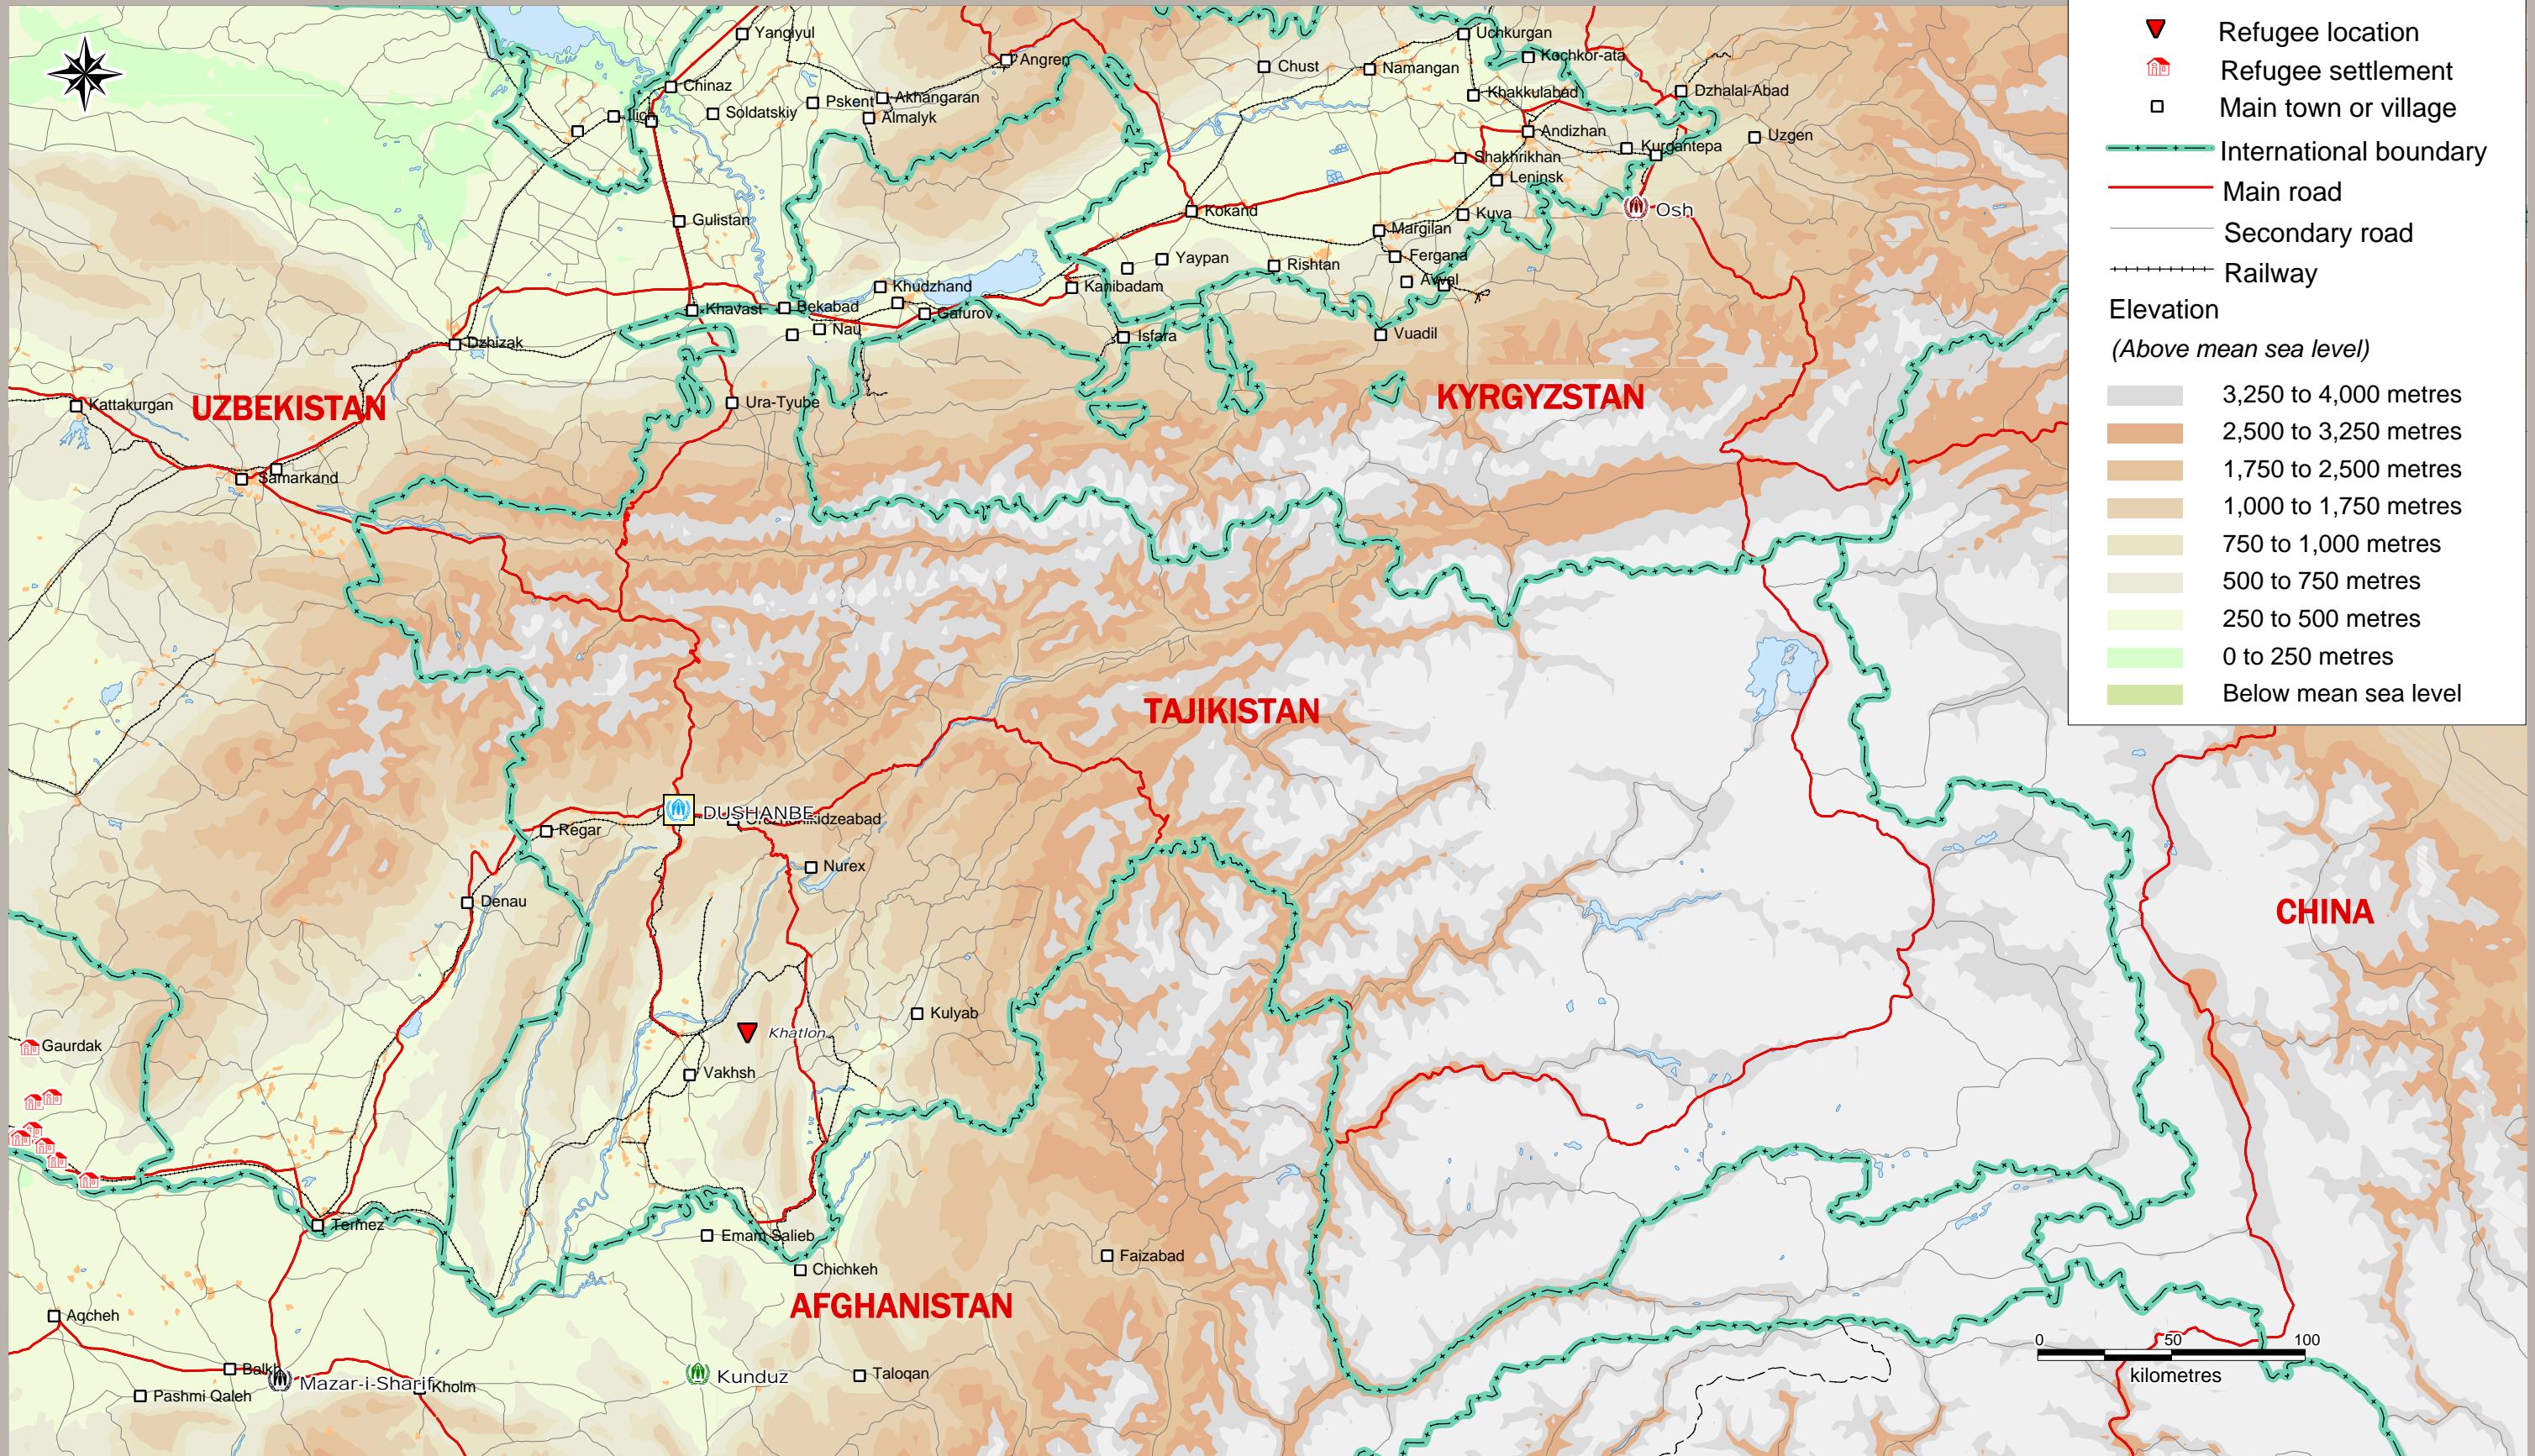 Refugee location
Refugee settlement
Main town or village
International boundary
Main road
Secondary road
Railway
Elevation
(Above mean sea level)
3,250 to 4,000 metres
2,500 to 3,250 metres
1,750 to 2,500 metres
1,000 to 1,750 metres
750 to 1,000 metres
500 to 750 metres
250 to 500 metres
0 to 250 metres
Below mean sea level
Yangiyul
Uchkurgan
Angren
Kochkor-ata
Chust
Namangan
Chinaz
Akhangaran
Khakkulabad
Dzhalal-Abad
Pskent
Soldatskiy
Almalyk
Andizhan
Uzgen
Kurgantepa
Shakhrikhan
Leninsk
Osh
Kokand
Kuva
Gulistan
Margilan
Yaypan
Fergana
Rishtan
Khudzhand
Kanibadam
Khavast
Bekabad
Gafurov
Nau
Isfara
Vuadil
Dzhizak
KYRGYZSTAN
UZBEKISTAN
Kattakurgan
Ura-Tyube
Samarkand
TAJIKISTAN
DUSHANBE
Regar
Nurex
Denau
CHINA
Kulyab
Khatlon
Gaurdak
Vakhsh
Termez
Emam Salieb
Faizabad
Chichkeh
AFGHANISTAN
Aqcheh
0
50
100
kilometres
Balkh
Mazar-i-Sharif
Kholm
Kunduz
Taloqan
Pashmi Qaleh